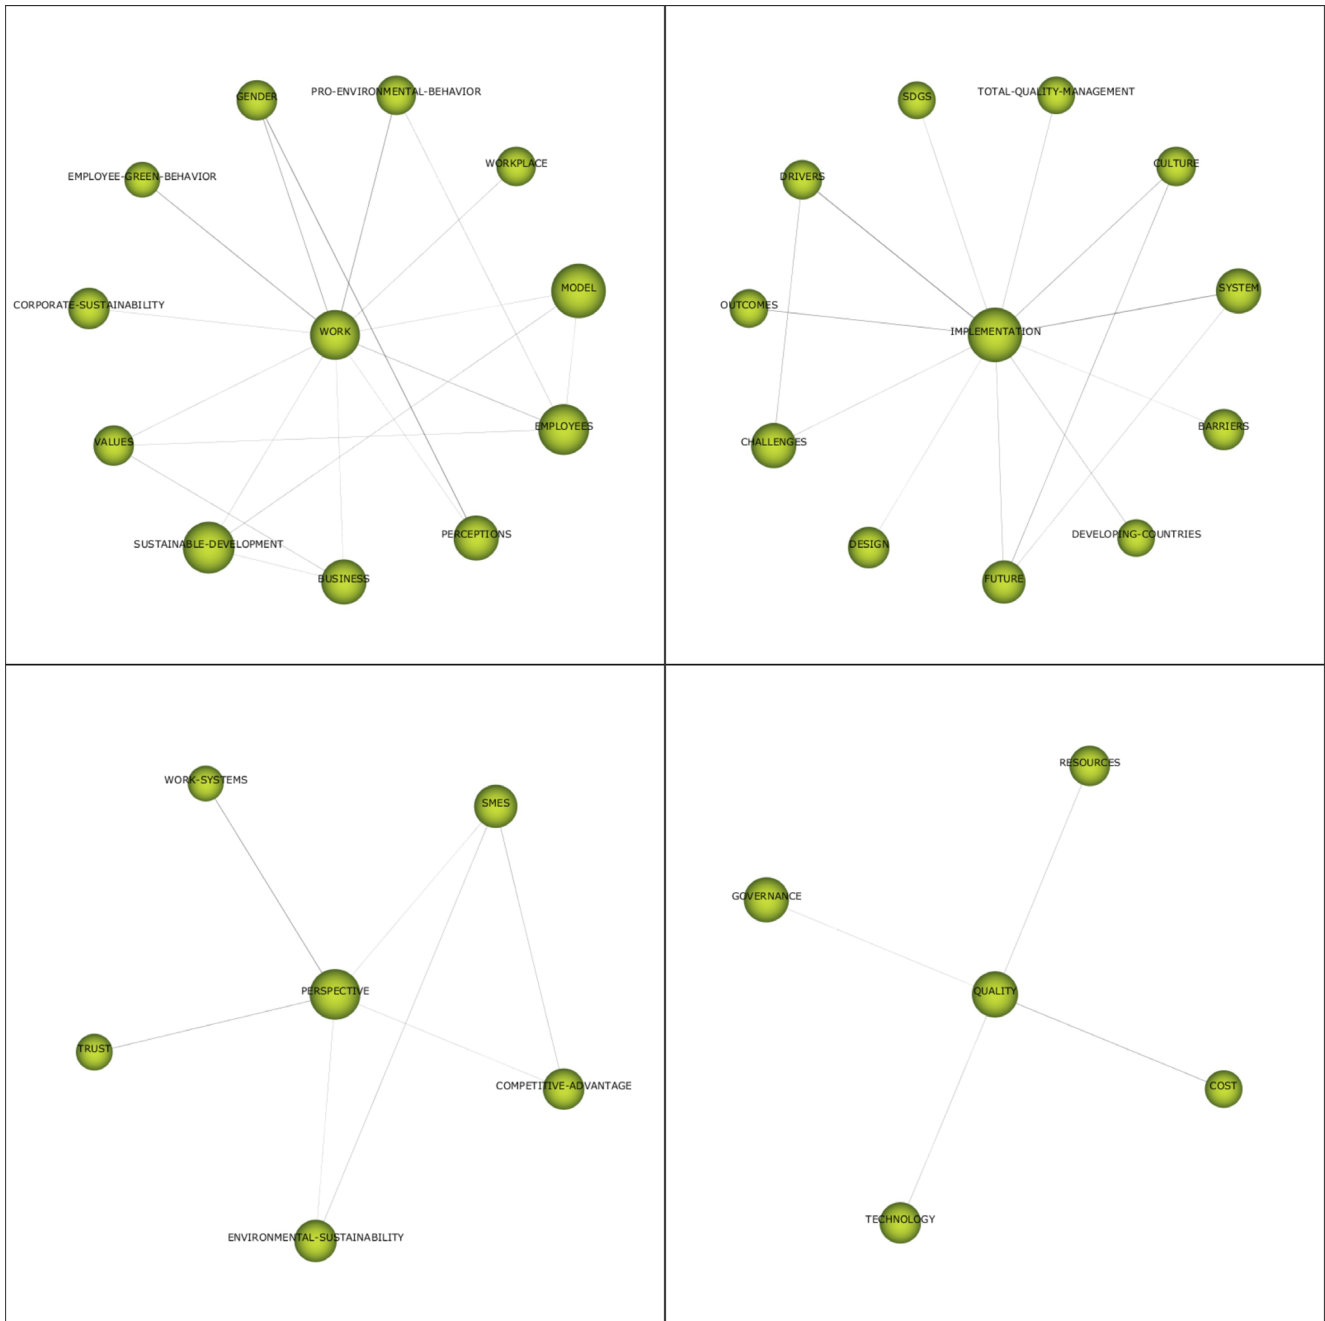 PRO-ENVIRONMENTAL-BEHAVIOR
GENDER
WORKPLACE
EMPLOYEE-GREEN-BEHAVIOR
MODEL
CORPORATE-SUSTAINABILITY
WORK
EMPLOYEES
VALUES
PERCEPTIONS
SUSTAINABLE-DEVELOPMENT
BUSINESS
TOTAL-QUALITY-MANAGEMENT
SDGS
CULTURE
DRIVERS
SYSTEM
OUTCOMES
IMPLEMENTATION
BARRIERS
CHALLENGES
DEVELOPING-COUNTRIES
DESIGN
FUTURE
WORK-SYSTEMS
SMES
PERSPECTIVE
TRUST
COMPETITIVE-ADVANTAGE
ENVIRONMENTAL-SUSTAINABILITY
RESOURCES
GOVERNANCE
QUALITY
COST
TECHNOLOGY